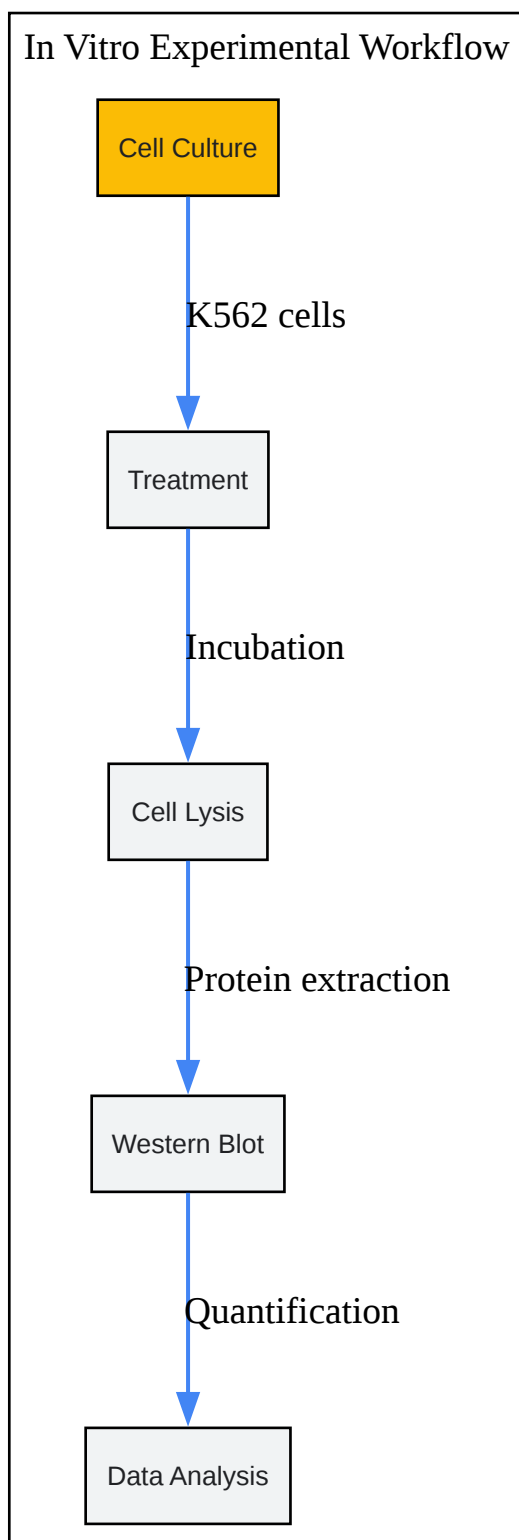 In Vitro Experimental Workflow
Cell Culture
K562 cells
Treatment
Incubation
Cell Lysis
Protein extraction
Western Blot
Quantification
Data Analysis